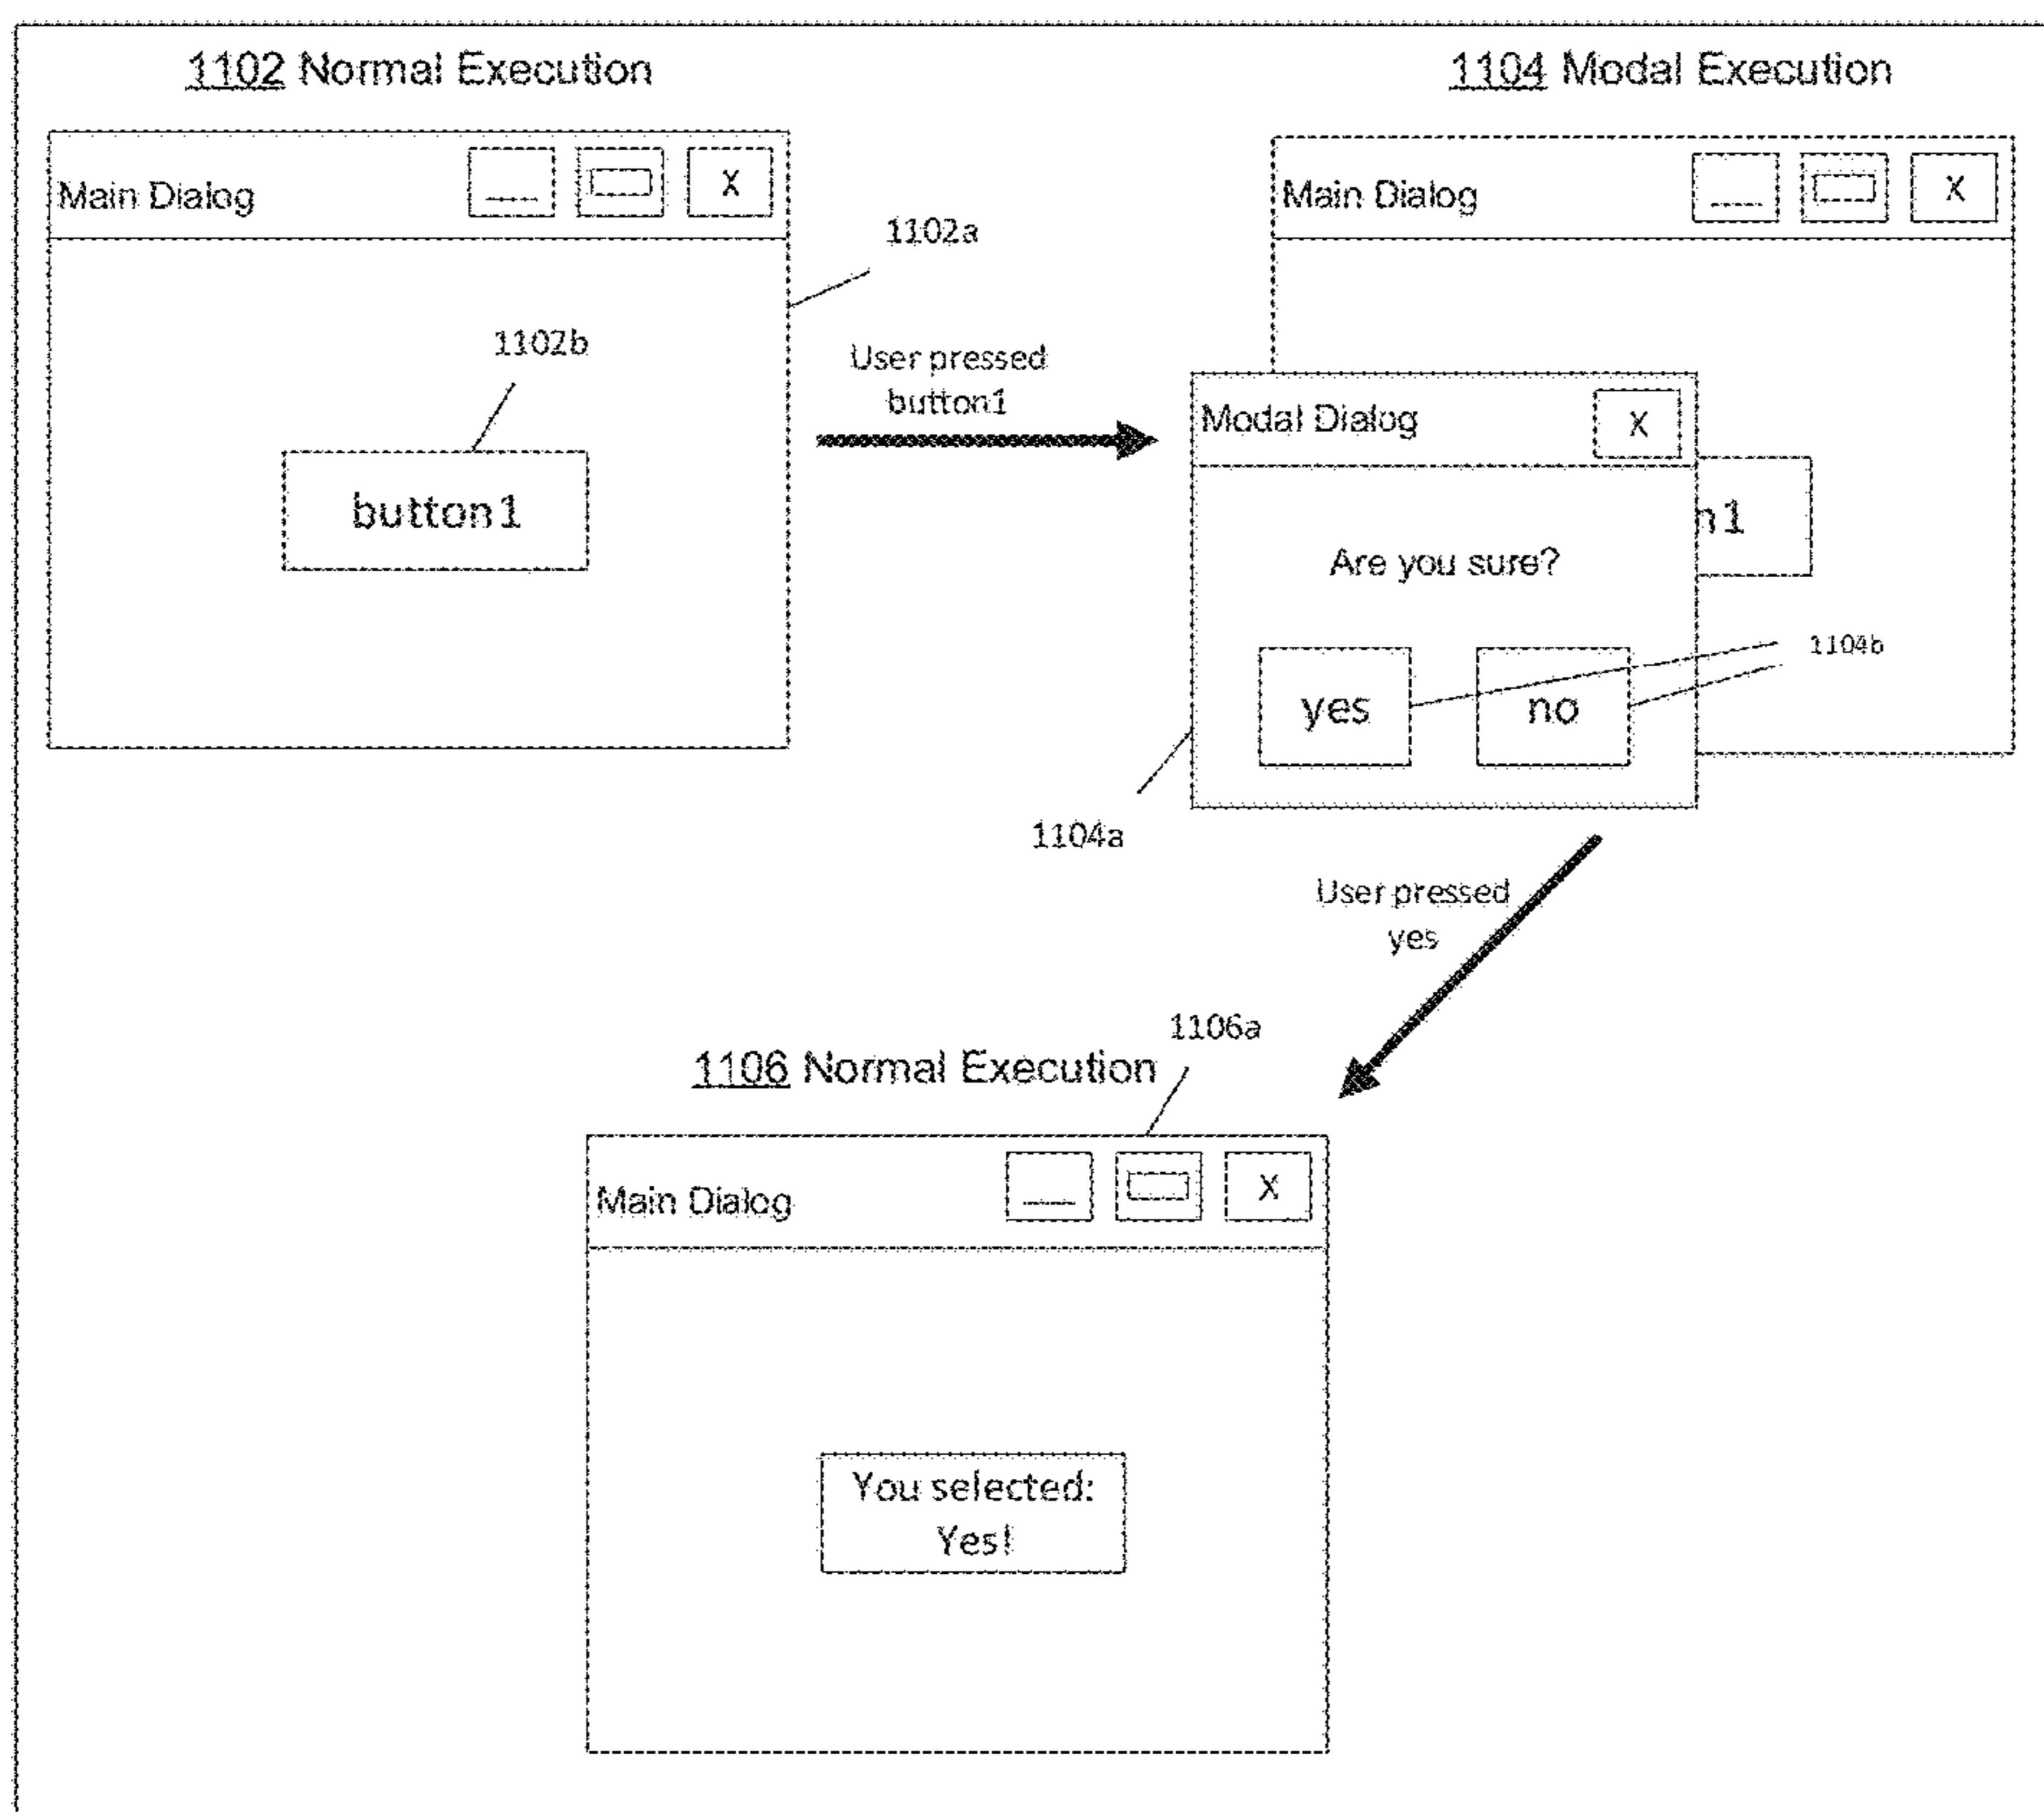 1102 Normal Execution
1104 Modal Execution
Main Dialog
X
1102a
1102b
button1
User pressed
button1
Main Dialog
X
Modal Dialog
X
n1
Are you sure?
yes
no
1104b
1104a
User pressed
yes
1106a
1106 Normal Execution
Main Dialog
X
You selected:
Yes!